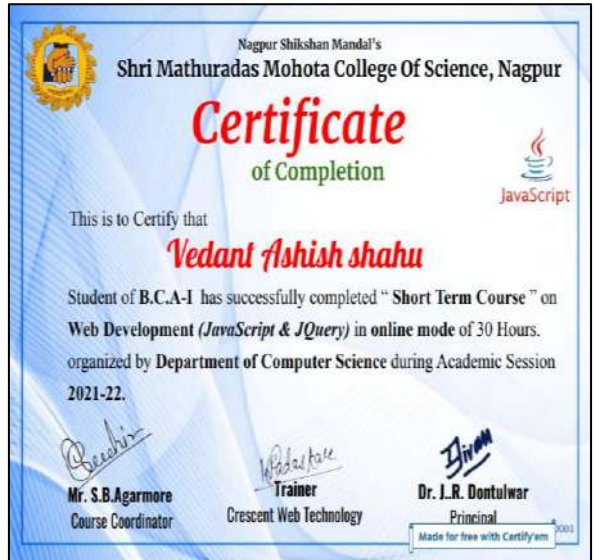 Nagpur Shikshan Mandal's
Shri Mathuradas Mohota College Of Science, Nagpur
Certificate
of Completion
JavaScript
This is to Certify that
Vedant Ashish shahu
Student of B.C.A-I has successfully completed “ Short Term Course ” on
Web Development (JavaScript & JQuery) in online mode of 30 Hours.
organized by Department of Computer Science during Academic Session
2021-22.
Mr. S.B.Agarmore
Trainer
Dr. J..R. Dontulwar
Course Coordinator
Crescent Web Technology
Principal
Made for free with Certify'em